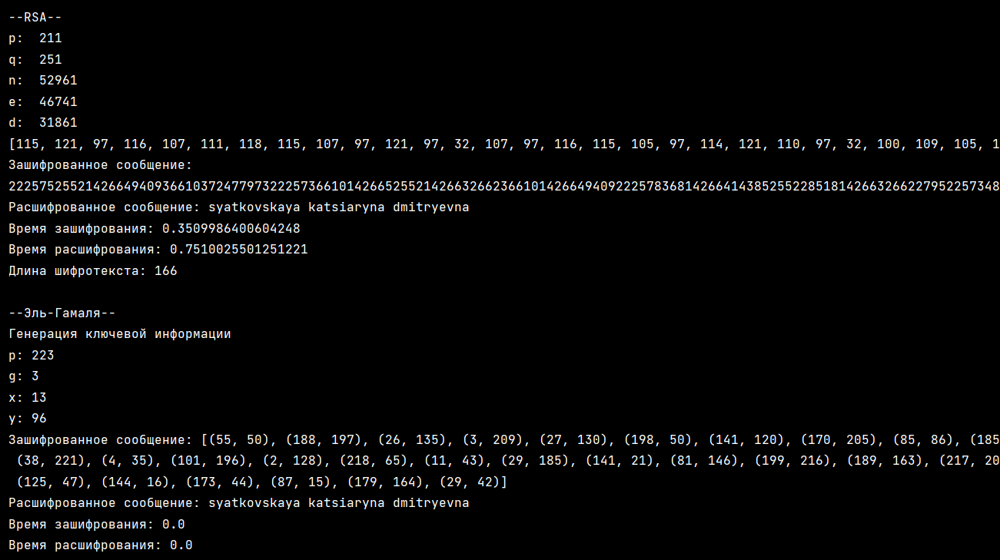 --RSA--
p:  211
q:  251
n:  52961
e:  46741
d:  31861
[115, 121, 97, 116, 107, 111, 118, 115, 107, 97, 121, 97, 32, 107, 97, 116, 115, 105, 97, 114, 121, 110, 97, 32, 100, 109, 105, 1
Зашифрованное сообщение:
222575255214266494093661037247797322257366101426652552142663266236610142664940922257836814266414385255228518142663266227952257348
Расшифрованное сообщение: syatkovskaya katsiaryna dmitryevna
Время зашифрования: 0.3509986400604248
Время расшифрования: 0.7510025501251221
Длина шифротекста: 166
--Эль-Гамаля--
Генерация ключевой информации
p: 223
g: 3
x: 13
y: 96
Зашифрованное сообщение: [(55, 50), (188, 197), (26, 135), (3, 209), (27, 130), (198, 50), (141, 120), (170, 205), (85, 86), (185
(38, 221), (4, 35), (101, 196), (2, 128), (218, 65), (11, 43), (29, 185), (141, 21), (81, 146), (199, 216), (189, 163), (217, 20
(125, 47), (144, 16), (173, 44), (87, 15), (179, 164), (29, 42)]
Расшифрованное сообщение: syatkovskaya katsiaryna dmitryevna
Время зашифрования: 0.0
Время расшифрования: 0.0